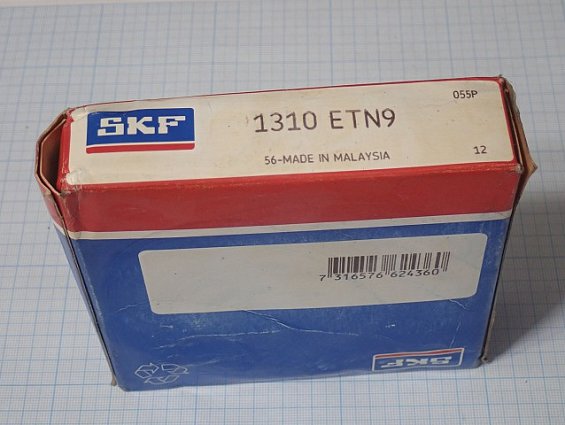 055P
SKF
1310 ETN9
56-MADE IN MALAYSIA
12
7 316576 624360
SKF